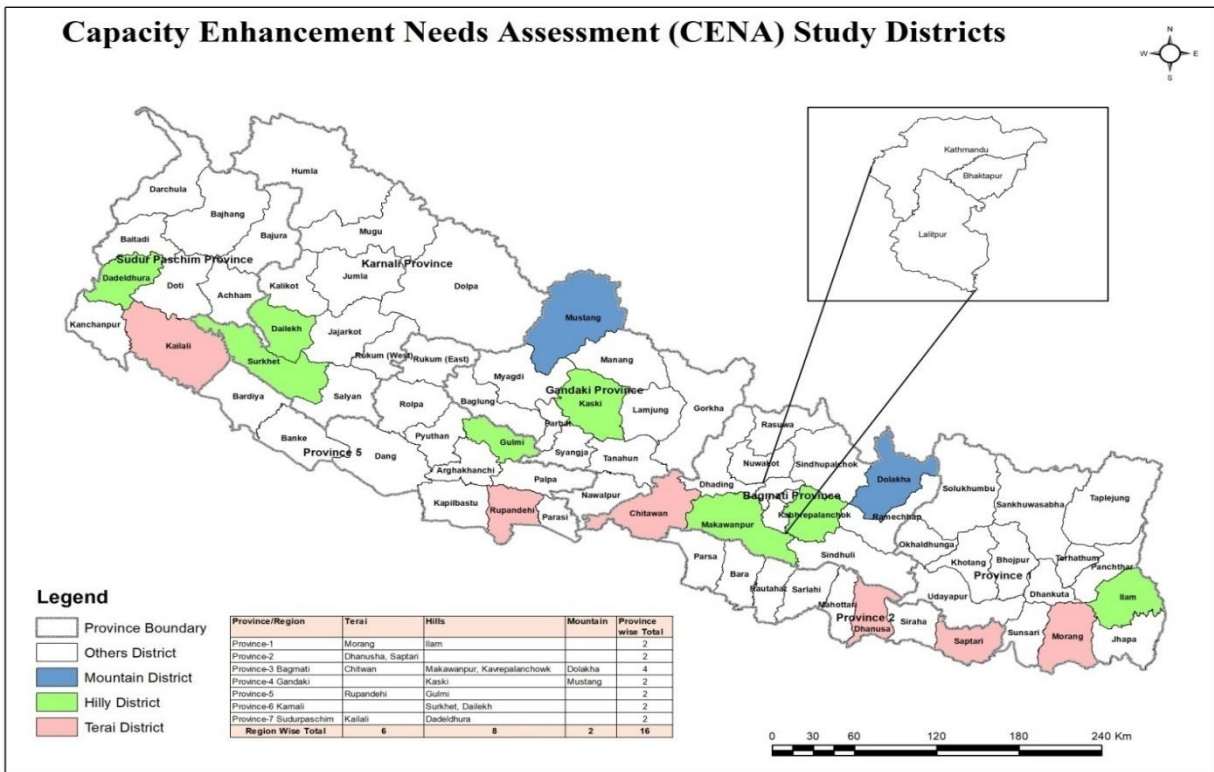 Capacity Enhancement Needs Assessment (CENA) Study Districts
N
W E
S
Kathmandu
Bhaktapur
Lalitpur
Humla
Darchula
Bajhang
Mugu
Baitadi
Bajura
Sudur Paschim Province
Karnali Province
Dadeldhura
Doti
Achham
Kalikot
Jumla
Dolpa
Mustang
Kanchanpur
Kailali
Dailekh
Jajarkot
Surkhet
Rukum (West)
Rukum (East)
Manang
Myagdi
Gandaki Province
Kaski
Bardiya
Salyan
Rolpa
Baglung
Lamjung
Gorkha
Parbat
Rasuwa
Banke
Province 5
Dang
Pyuthan
Gulmi
Syangja
Tanahun
Nuwakot
Sindhupalchok
Dolakha
Solukhumbu
Sankhuwasabha
Taplejung
Arghakhanchi
Palpa
Nawalpur
Dhading
Bagmati Province
Kapilbastu
Rupandehi
Parasi
Chitawan
Makawanpur
Kabhrepalanchok
Ramechhap
Okhaldhunga
Khotang
Bhojpur
Terhathum
Panchthar
Province 1
Parsa
Bara
Rautahat
Sarlahi
Sindhuli
Mahottari
Province 2
Dhanusa
Siraha
Udayapur
Saptari
Sunsari
Dhankuta
Morang
Ilam
Jhapa
Legend
Province Boundary
Others District
Mountain District
Hilly District
Terai District
Province/Region Terai Hills Mountain Province wise Total
Province-1 Morang Ilam 2
Province-2 Dhanusha, Saptari 2
Province-3 Bagmati Chitwan Makawanpur, Kavrepalanchowk Dolakha 4
Province-4 Gandaki Kaski Mustang 2
Province-5 Rupandehi Gulmi 2
Province-6 Karnali Surkhet, Dailekh 2
Province-7 Sudurpaschim Kailali Dadeldhura 2
Region Wise Total 6 8 2 16
0 30 60 120 180 240 Km